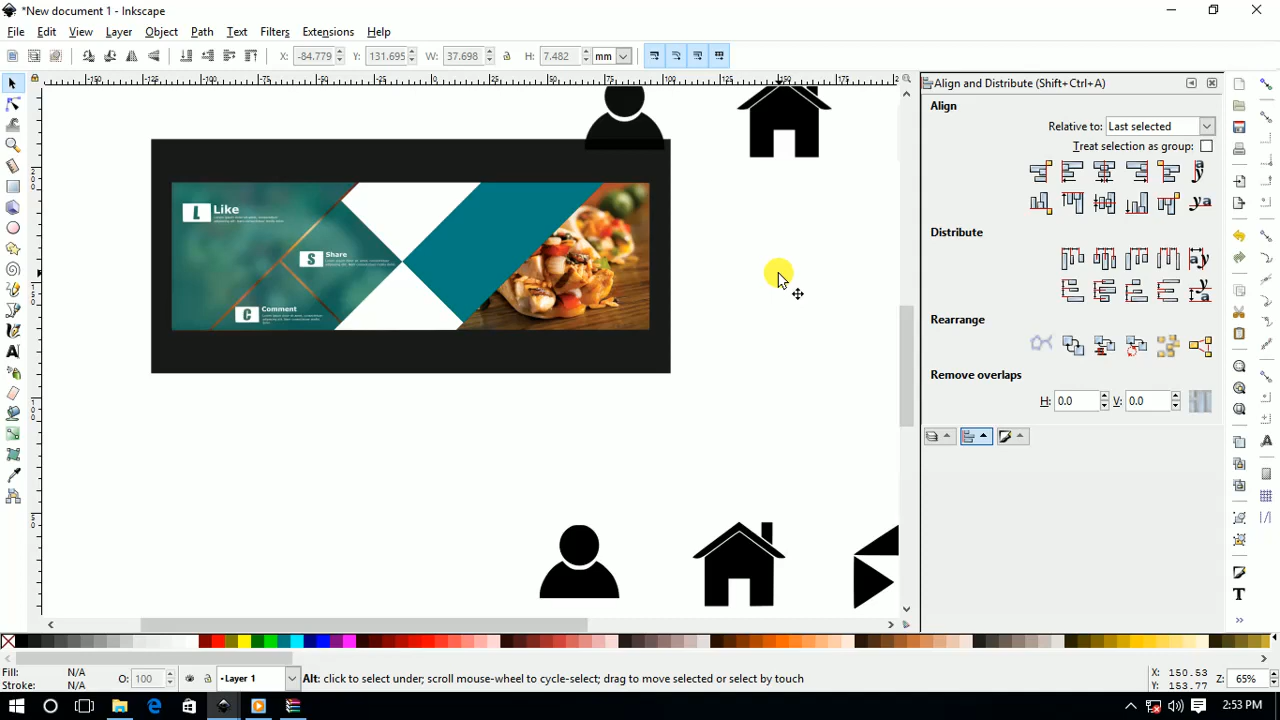 *New document 1 - Inkscape
File Edit View Layer Object Path Text Filters Extensions Help
X: -84.779 Y: 131.695 W: 37.698 H: 7.482 mm
Align and Distribute (Shift+Ctrl+A)
Align
Relative to: Last selected
Treat selection as group:
Distribute
Rearrange
Remove overlaps
H: 0.0 V: 0.0
L Like
S Share
C Comment
Fill: N/A
Stroke: N/A
O: 100
Layer 1
Alt: click to select under; scroll mouse-wheel to cycle-select; drag to move selected or select by touch
X: 150.53
Y: 153.77
Z: 65%
2:53 PM